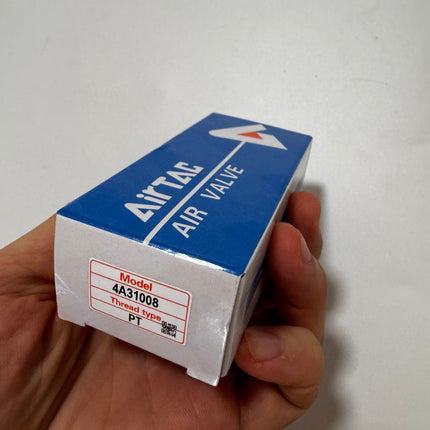 AirTAC
AIR VALVE
Model
4A31008
Thread type
PT